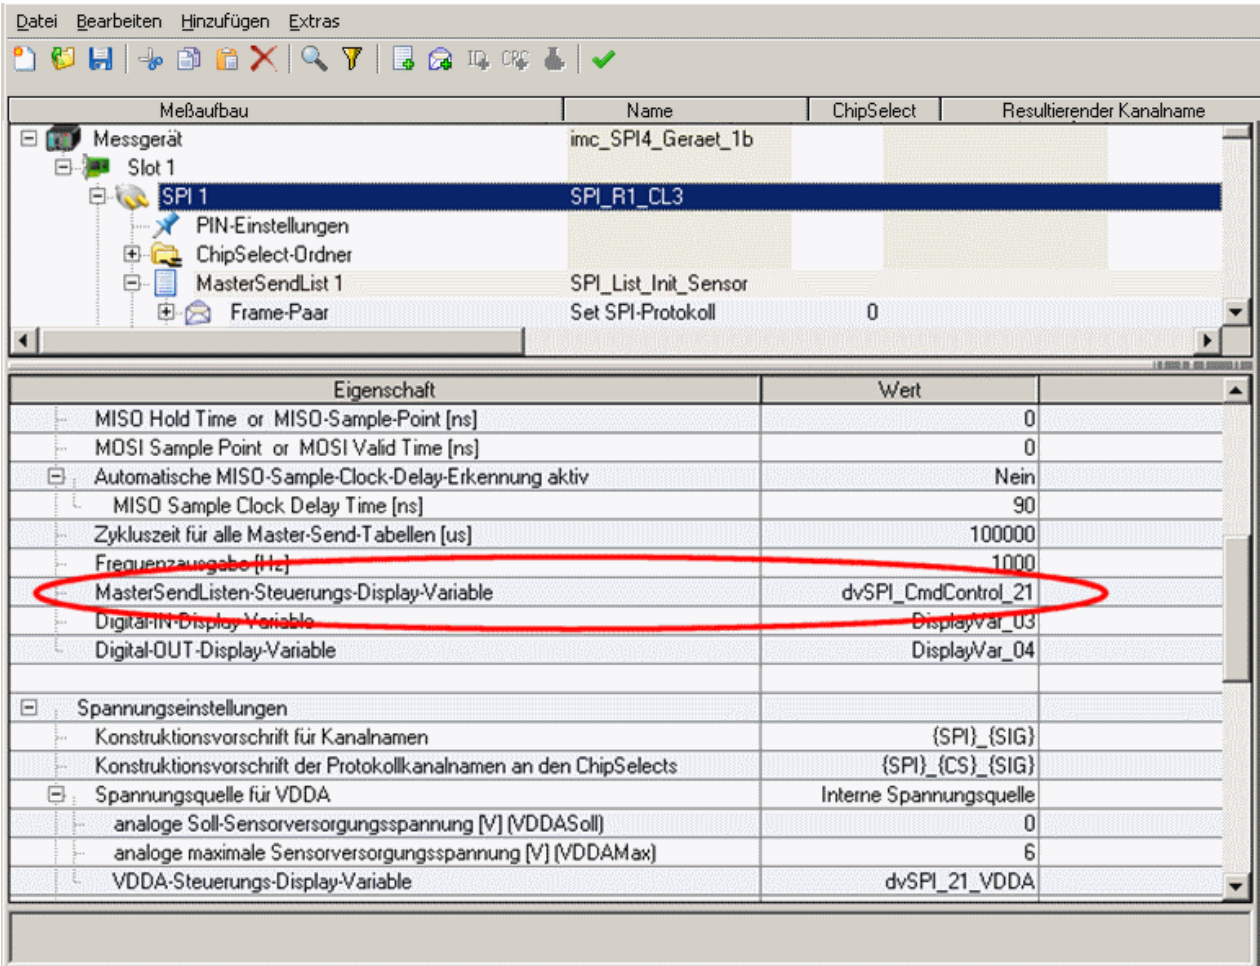 Datei Bearbeiten Hinzufügen Extras
Meßaufbau Name ChipSelect Resultierender Kanalname
Messgerät imc_SPI4_Geraet_1b
Slot 1
SPI 1 SPI_R1_CL3
PIN-Einstellungen
ChipSelect-Ordner
MasterSendList 1 SPI_List_Init_Sensor
Frame-Paar Set SPI-Protokoll 0
Eigenschaft Wert
MISO Hold Time or MISO-Sample-Point [ns] 0
MOSI Sample Point or MOSI Valid Time [ns] 0
Automatische MISO-Sample-Clock-Delay-Erkennung aktiv Nein
MISO Sample Clock Delay Time [ns] 90
Zykluszeit für alle Master-Send-Tabellen [us] 100000
Frequenzausgabe [Hz] 1000
MasterSendListen-Steuerungs-Display-Variable dvSPI_CmdControl_21
Digital-IN-Display-Variable DisplayVar_03
Digital-OUT-Display-Variable DisplayVar_04
Spannungseinstellungen
Konstruktionsvorschrift für Kanalnamen {SPI}_{SIG}
Konstruktionsvorschrift der Protokollkanalnamen an den ChipSelects {SPI}_{CS}_{SIG}
Spannungsquelle für VDDA Interne Spannungsquelle
analoge Soll-Sensorversorgungsspannung [V] (VDDASoll) 0
analoge maximale Sensorversorgungsspannung [V] (VDDAMax) 6
VDDA-Steuerungs-Display-Variable dvSPI_21_VDDA